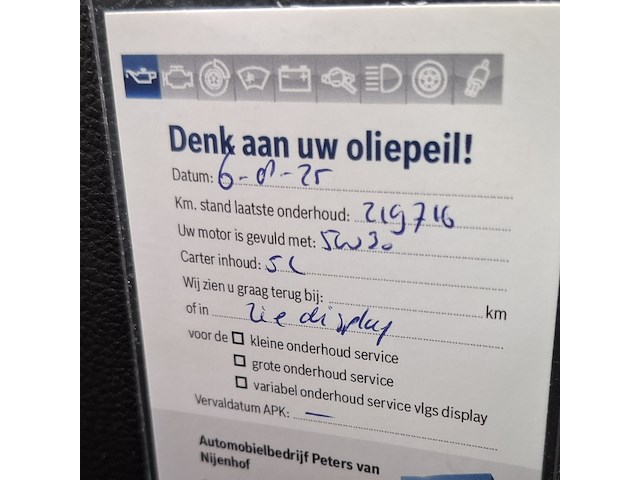 Denk aan uw oliepeil!
Datum: 6-8-25
Km. stand laatste onderhoud: 219716
Uw motor is gevuld met: 5W30
Carter inhoud: 5 L
Wij zien u graag terug bij: km
of in zie display
voor de □ kleine onderhoud service
□ grote onderhoud service
□ variabel onderhoud service vlgs display
Vervaldatum APK: —
Automobielbedrijf Peters van
Nijenhof